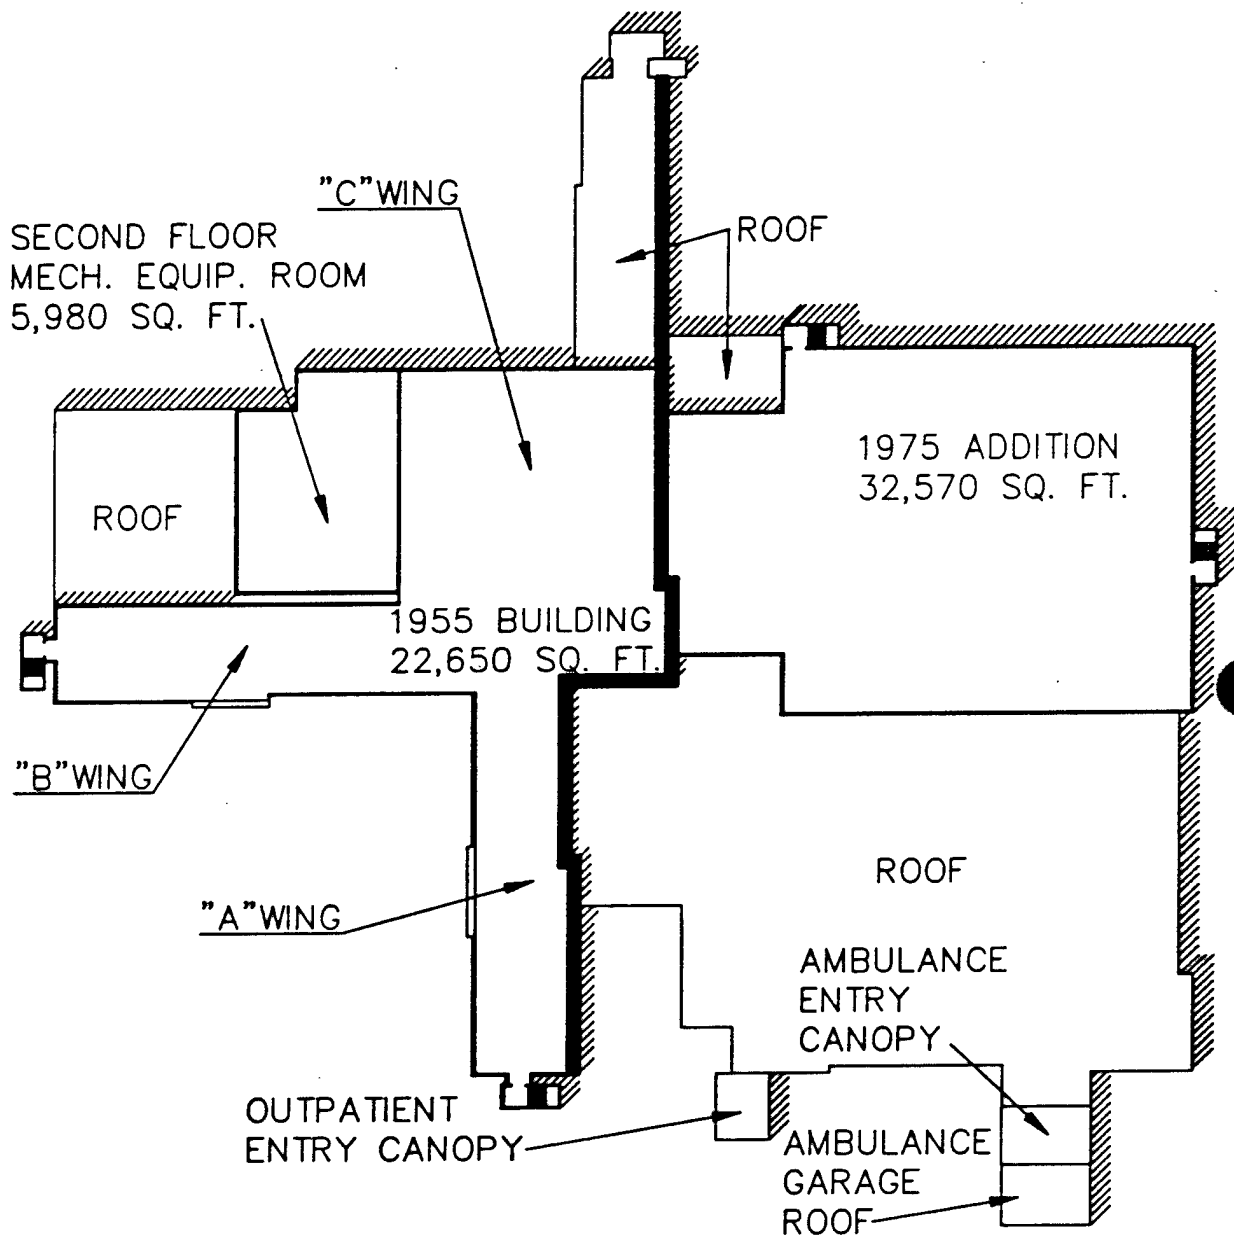 "C" WING
SECOND FLOOR
MECH. EQUIP. ROOM
5,980 SQ. FT.
ROOF
1975 ADDITION
32,570 SQ. FT.
ROOF
1955 BUILDING
22,650 SQ. FT.
"B" WING
ROOF
"A" WING
AMBULANCE
ENTRY
CANOPY
OUTPATIENT
ENTRY CANOPY
AMBULANCE
GARAGE
ROOF